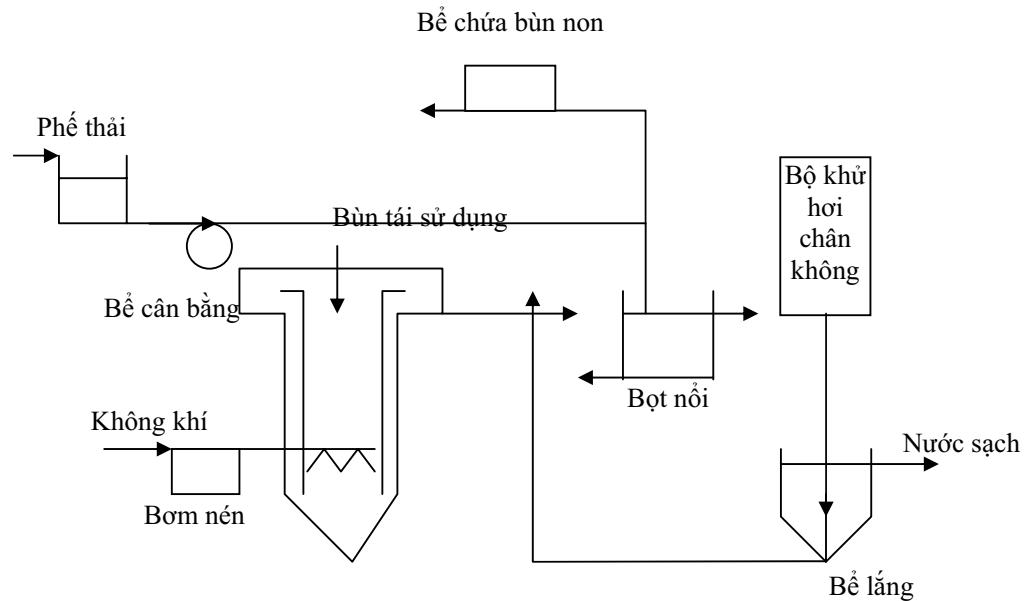 Bể chứa bùn non
Phế thải
Bộ khử
hơi
chân
không
Bùn tái sử dụng
Bể cân bằng
Bọt nổi
Không khí
Nước sạch
Bơm nén
Bể lắng